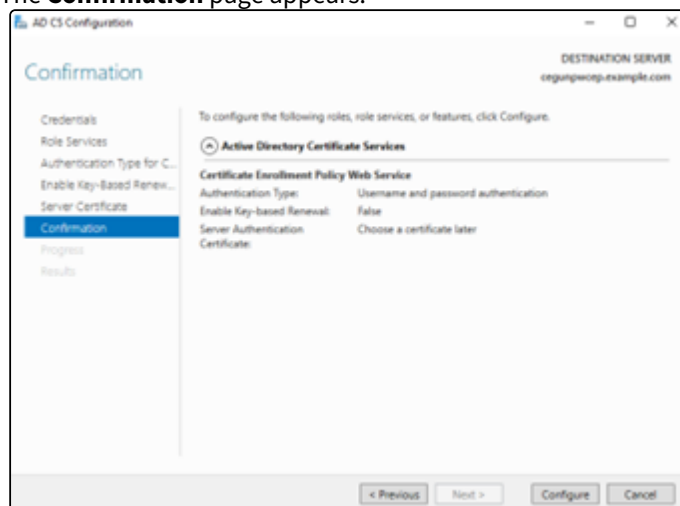 The Confirmation page appears.
AD CS Configuration
DESTINATION SERVER
cegunpwcep.example.com
Confirmation
Credentials
Role Services
Authentication Type for C...
Enable Key-Based Renew...
Server Certificate
Confirmation
Progress
Results
To configure the following roles, role services, or features, click Configure.
Active Directory Certificate Services
Certificate Enrollment Policy Web Service
Authentication Type: Username and password authentication
Enable Key-based Renewal: False
Server Authentication Certificate: Choose a certificate later
< Previous
Next >
Configure
Cancel